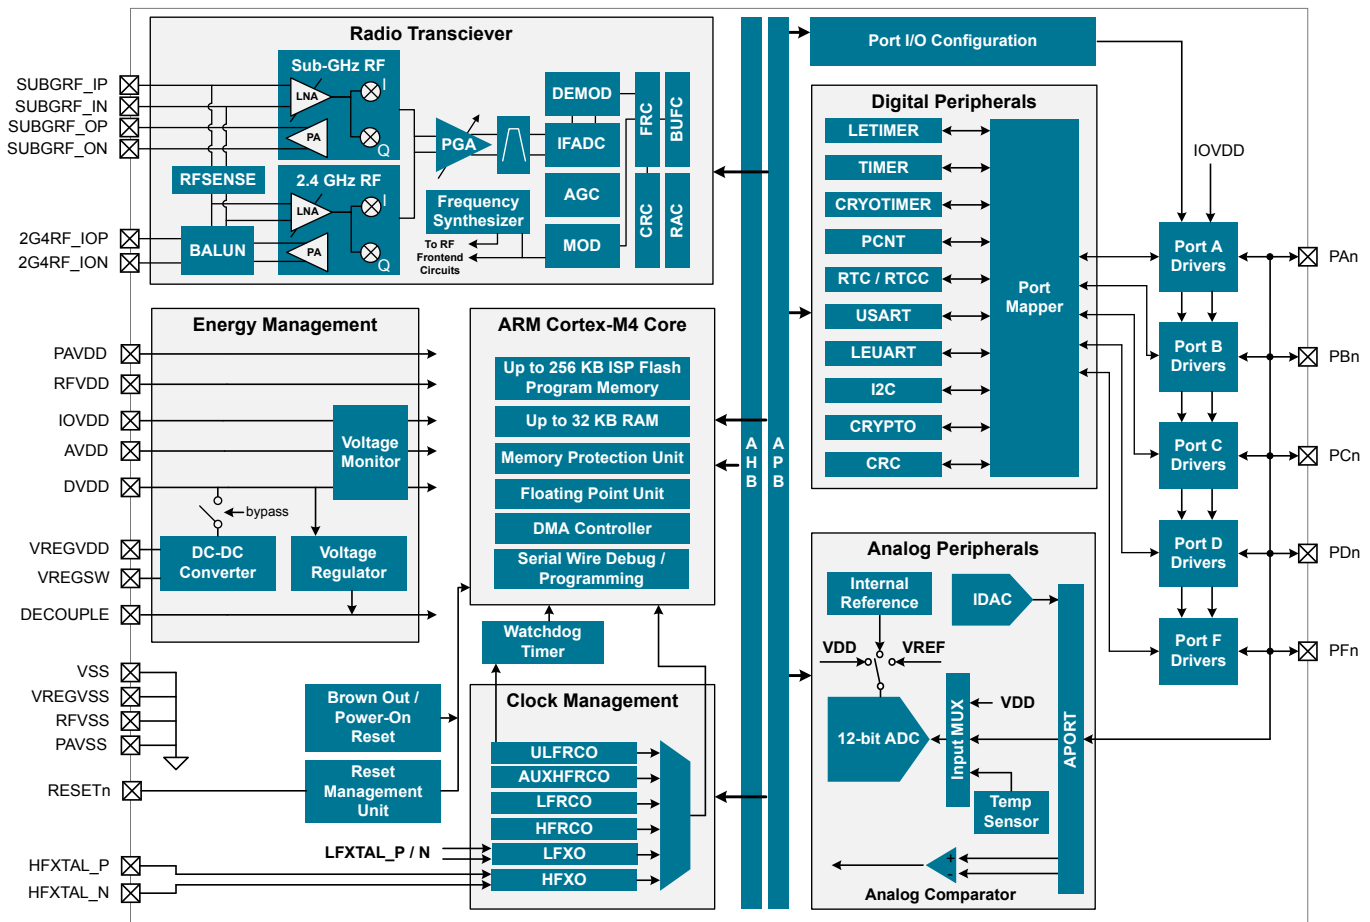 Radio Transciever
SUBGRF_IP
SUBGRF_IN
SUBGRF_OP
SUBGRF_ON
2G4RF_IOP
2G4RF_ION
Sub-GHz RF
LNA
I
PA
Q
RFSENSE
2.4 GHz RF
LNA
I
PA
Q
BALUN
PGA
Frequency
Synthesizer
To RF
Frontend
Circuits
DEMOD
IFADC
AGC
MOD
FRC
BUFC
CRC
RAC
Energy Management
PAVDD
RFVDD
IOVDD
AVDD
DVDD
VREGVDD
VREGSW
DECOUPLE
Voltage
Monitor
bypass
DC-DC
Converter
Voltage
Regulator
VSS
VREGVSS
RFVSS
PAVSS
RESETn
HFXTAL_P
HFXTAL_N
ARM Cortex-M4 Core
Up to 256 KB ISP Flash
Program Memory
Up to 32 KB RAM
Memory Protection Unit
Floating Point Unit
DMA Controller
Serial Wire Debug /
Programming
Watchdog
Timer
Brown Out /
Power-On
Reset
Reset
Management
Unit
Clock Management
ULFRCO
AUXHFRCO
LFRCO
HFRCO
LFXO
HFXO
LFXTAL_P / N
AHB
APB
Port I/O Configuration
Digital Peripherals
LETIMER
TIMER
CRYOTIMER
PCNT
RTC / RTCC
USART
LEUART
I2C
CRYPTO
CRC
Port
Mapper
Analog Peripherals
Internal
Reference
IDAC
VDD
VREF
12-bit ADC
Input MUX
VDD
Temp
Sensor
APORT
+
-
Analog Comparator
IOVDD
Port A
Drivers
Port B
Drivers
Port C
Drivers
Port D
Drivers
Port F
Drivers
PAn
PBn
PCn
PDn
PFn